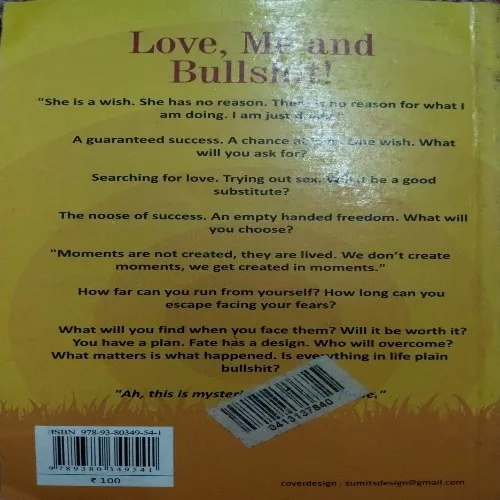 Love, Me and
Bullshit!
"She is a wish. She has no reason. There is no reason for what I
am doing. I am just
A guaranteed success. A chance at One wish. What
will you ask for?
Searching for love. Trying out sex. Will it be a good
substitute?
The noose of success. An empty handed freedom. What will
you choose?
"Moments are not created, they are lived. We don't create
moments, we get created in moments."
How far can you run from yourself? How long can you
escape facing your fears?
What will you find when you face them? Will it be worth it?
You have a plan. Fate has a design. Who will overcome?
What matters is what happened. Is everything in life plain
bullshit?
"Ah, this is
0413137840
ISBN 978-93-80349-54-1
9789380349541
₹ 100
coverdesign : sumitsdesign@gmail.com